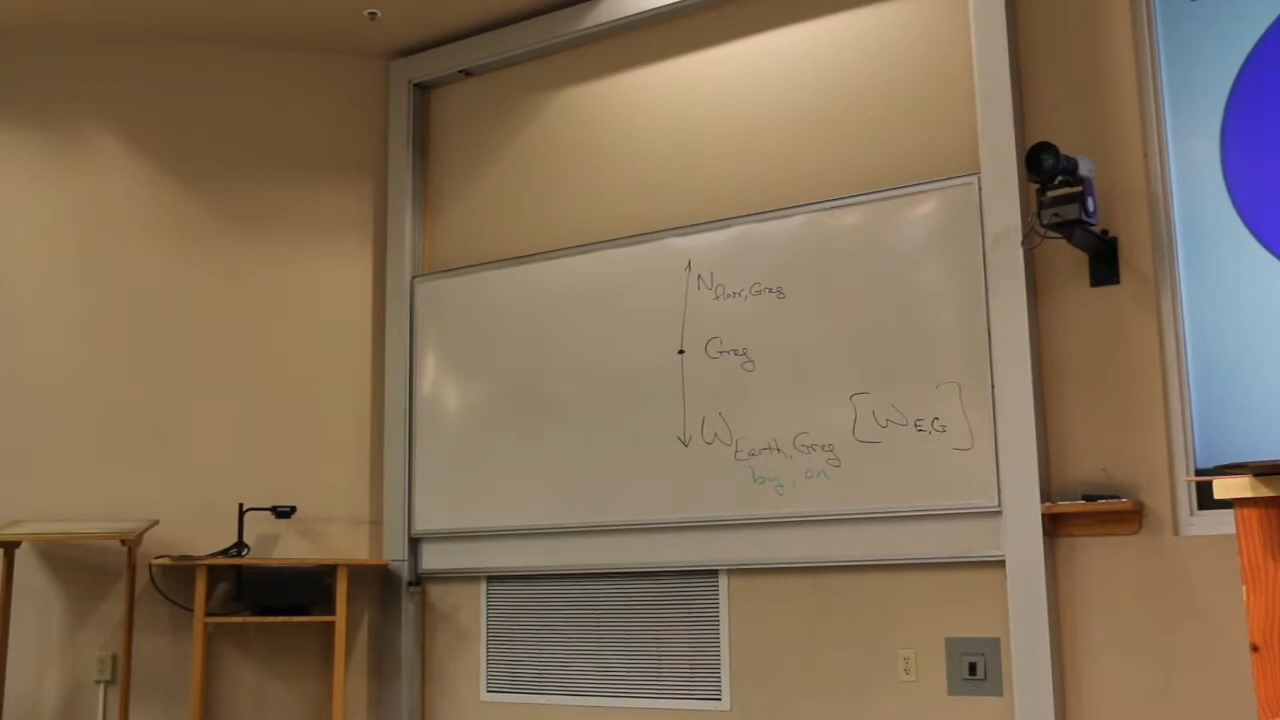 N floor, Greg
Greg
W Earth, Greg [W E,G]
by, on